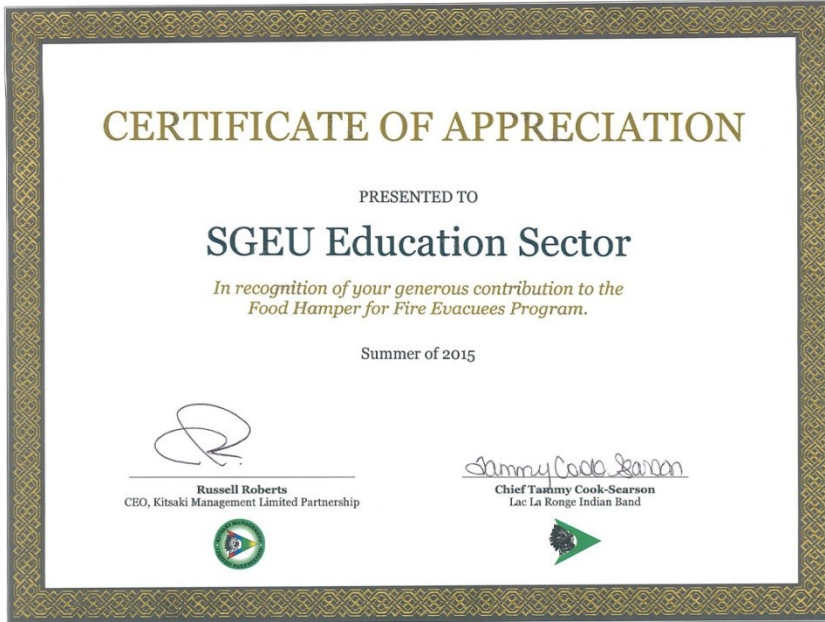 CERTIFICATE OF APPRECIATION
PRESENTED TO
SGEU Education Sector
In recognition of your generous contribution to the
Food Hamper for Fire Evacuees Program.
Summer of 2015
Tammy Cook-Searson
Russell Roberts
CEO, Kitsaki Management Limited Partnership
Chief Tammy Cook-Searson
Lac La Ronge Indian Band